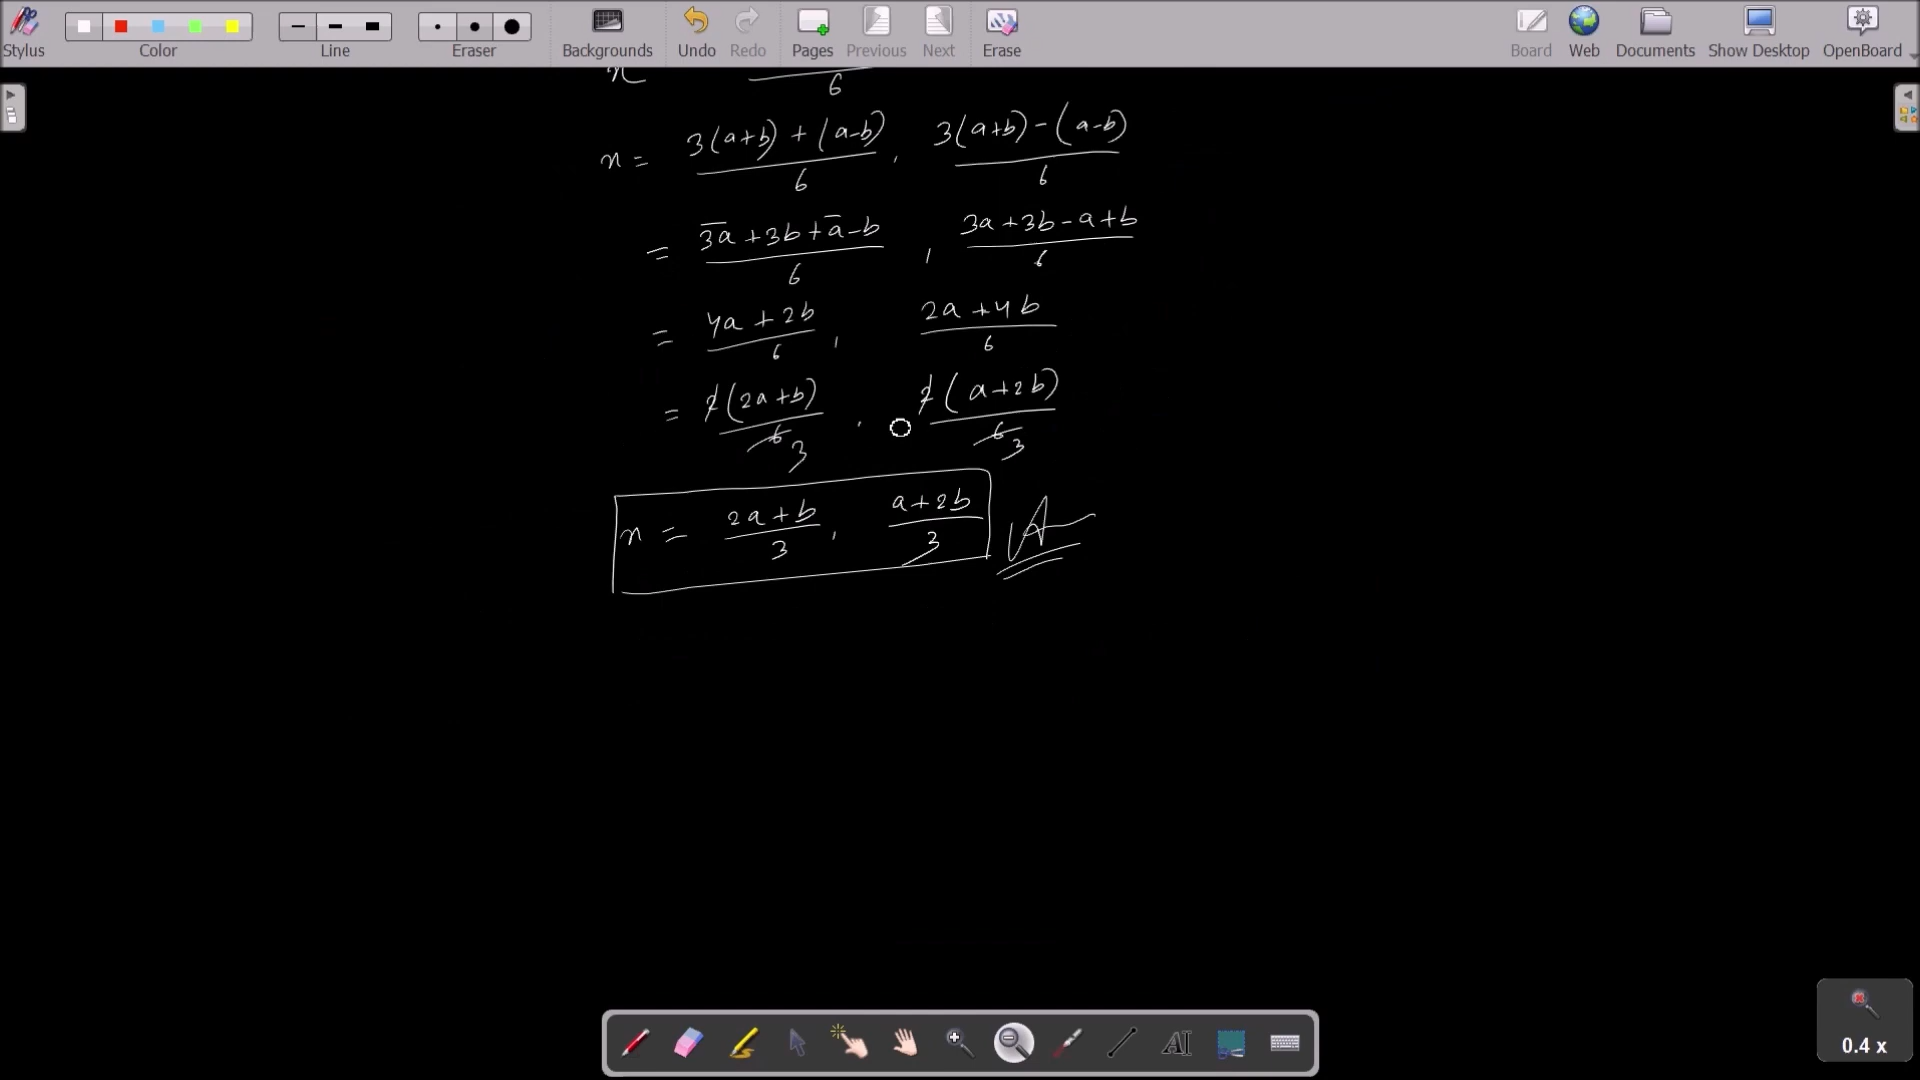 Stylus Color Line Eraser Backgrounds Undo Redo Pages Previous Next Erase Board Web Documents Show Desktop OpenBoard
6
x = 3(a+b) + (a-b) / 6 , 3(a+b) - (a-b) / 6
= 3a + 3b + a - b / 6 , 3a + 3b - a + b / 6
= 4a + 2b / 6 , 2a + 4b / 6
= 2(2a+b) / 6 3 , 2(a+2b) / 6 3
x = 2a + b / 3 , a + 2b / 3
AI
0.4 x